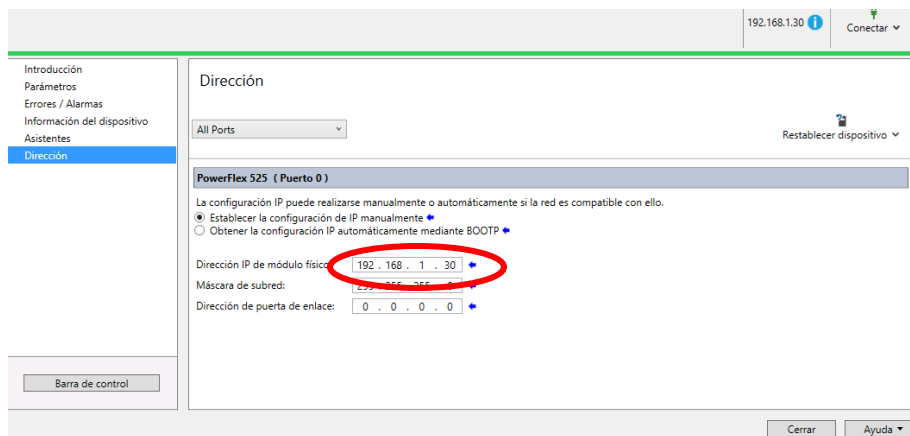 192.168.1.30
Conectar
Introducción
Parámetros
Errores / Alarmas
Información del dispositivo
Asistentes
Dirección
Dirección
All Ports
Restablecer dispositivo
PowerFlex 525 ( Puerto 0 )
La configuración IP puede realizarse manualmente o automáticamente si la red es compatible con ello.
Establecer la configuración de IP manualmente
Obtener la configuración IP automáticamente mediante BOOTP
Dirección IP de módulo físico: 192 . 168 . 1 . 30
Máscara de subred:
Dirección de puerta de enlace: 0 . 0 . 0 . 0
Barra de control
Cerrar
Ayuda